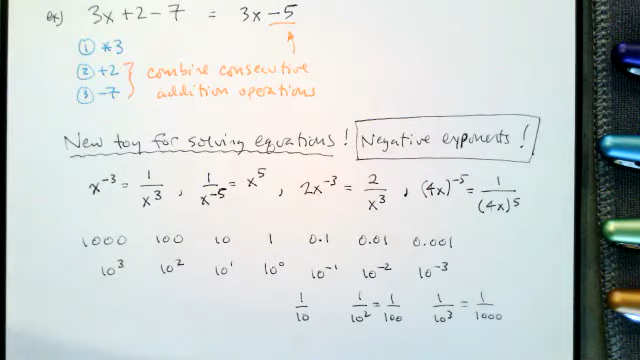 ex) 3x + 2 - 7 = 3x - 5
① *3
② +2 } combine consecutive
③ -7 } addition operations
New toy for solving equations! Negative exponents!
x⁻³ = 1/x³ , 1/x⁻⁵ = x⁵ , 2x⁻³ = 2/x³ , (4x)⁻⁵ = 1/(4x)⁵
1000 100 10 1 0.1 0.01 0.001
10³ 10² 10¹ 10⁰ 10⁻¹ 10⁻² 10⁻³
1/10 1/10² = 1/100 1/10³ = 1/1000